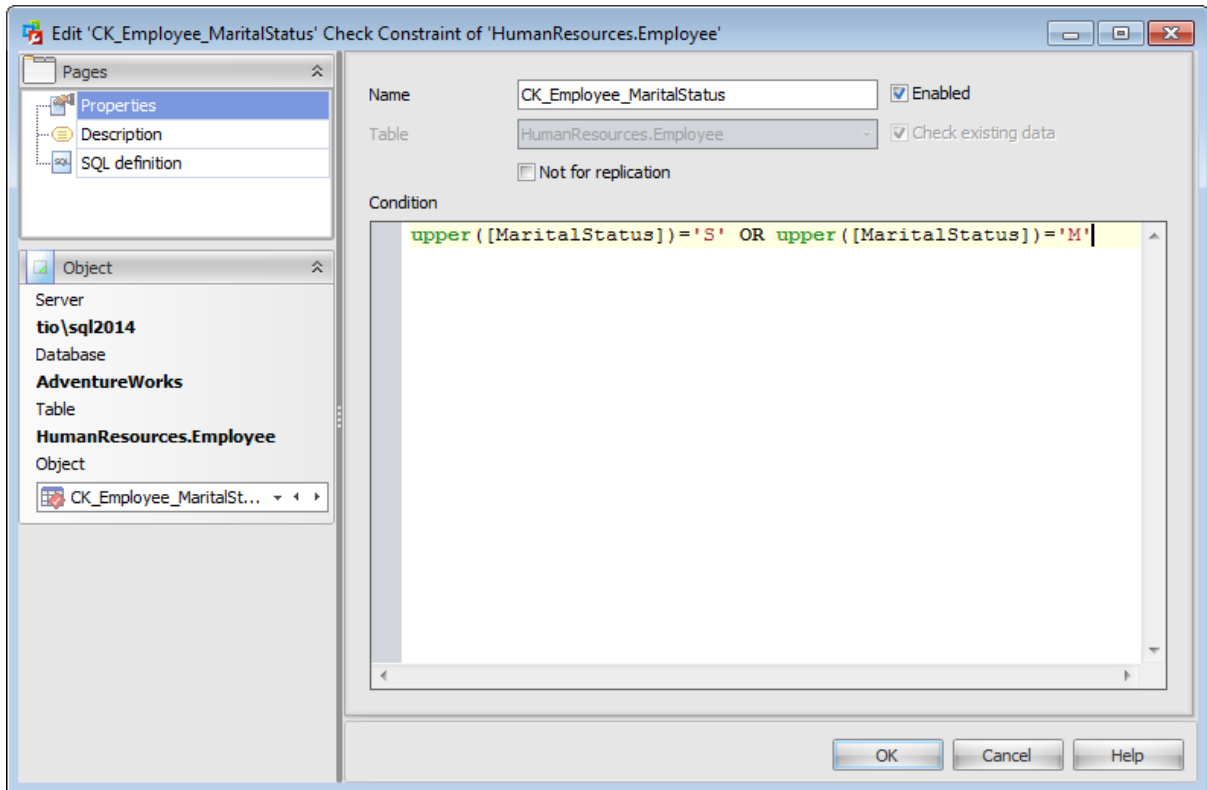 Edit 'CK_Employee_MaritalStatus' Check Constraint of 'HumanResources.Employee'
Pages
Properties
Description
SQL definition
Object
Server
tio\sql2014
Database
AdventureWorks
Table
HumanResources.Employee
Object
CK_Employee_MaritalSt...
Name
CK_Employee_MaritalStatus
Enabled
Table
HumanResources.Employee
Check existing data
Not for replication
Condition
upper([MaritalStatus])='S' OR upper([MaritalStatus])='M'
OK
Cancel
Help